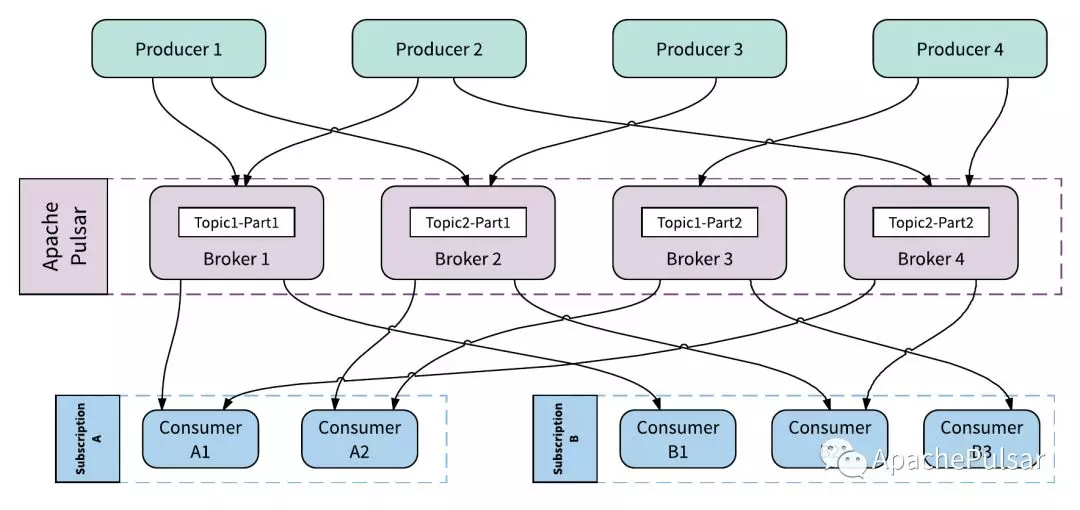 Producer 1
Producer 2
Producer 3
Producer 4
Apache
Pulsar
Topic1-Part1
Broker 1
Topic2-Part1
Broker 2
Topic1-Part2
Broker 3
Topic2-Part2
Broker 4
Subscription
A
Consumer
A1
Consumer
A2
Subscription
B
Consumer
B1
Consumer
Consumer
B3
ApachePulsar